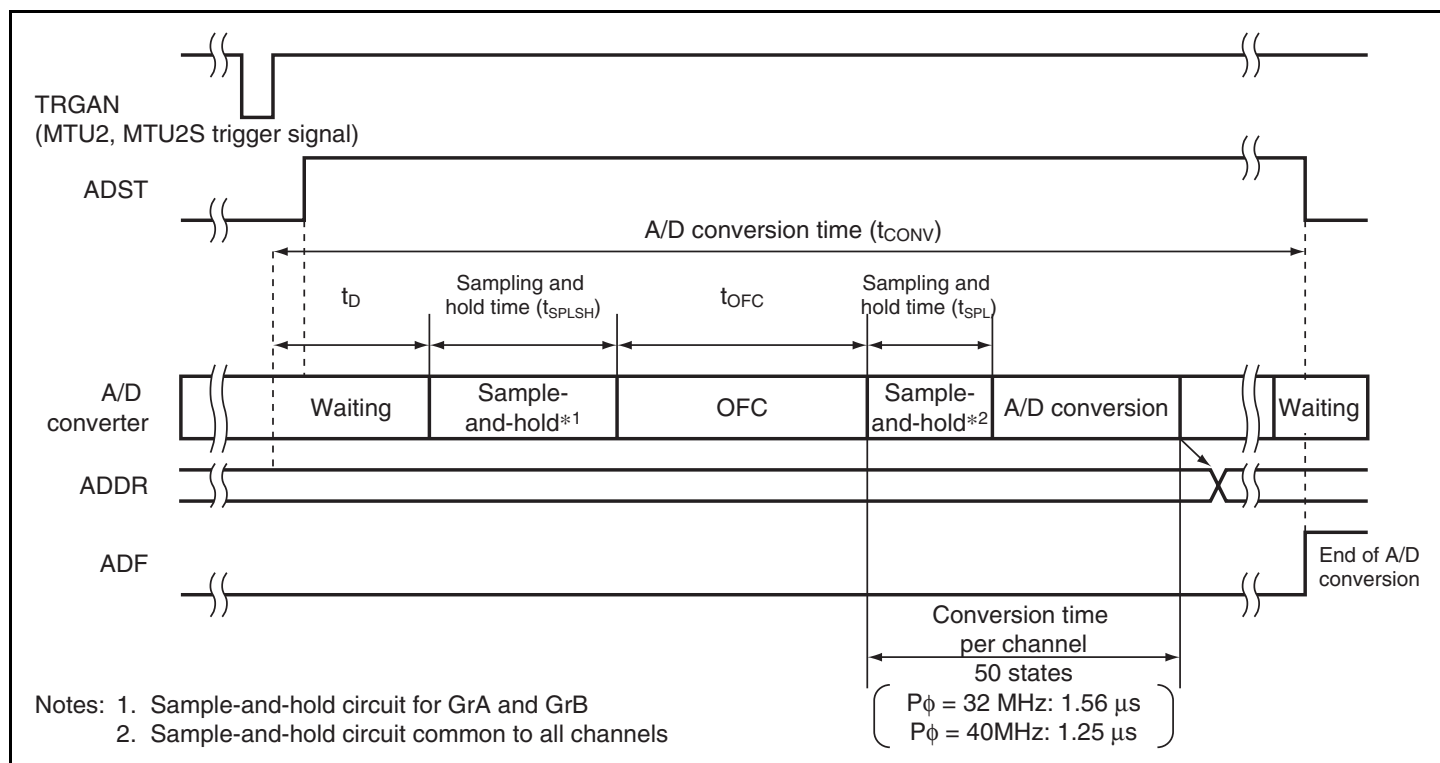 TRGAN
(MTU2, MTU2S trigger signal)
ADST
A/D conversion time (tCONV)
tD
Sampling and
hold time (tSPLSH)
tOFC
Sampling and
hold time (tSPL)
A/D
converter
Waiting
Sample-
and-hold*1
OFC
Sample-
and-hold*2
A/D conversion
Waiting
ADDR
ADF
End of A/D
conversion
Conversion time
per channel
50 states
Pϕ = 32 MHz: 1.56 μs
Pϕ = 40MHz: 1.25 μs
Notes: 1. Sample-and-hold circuit for GrA and GrB
2. Sample-and-hold circuit common to all channels